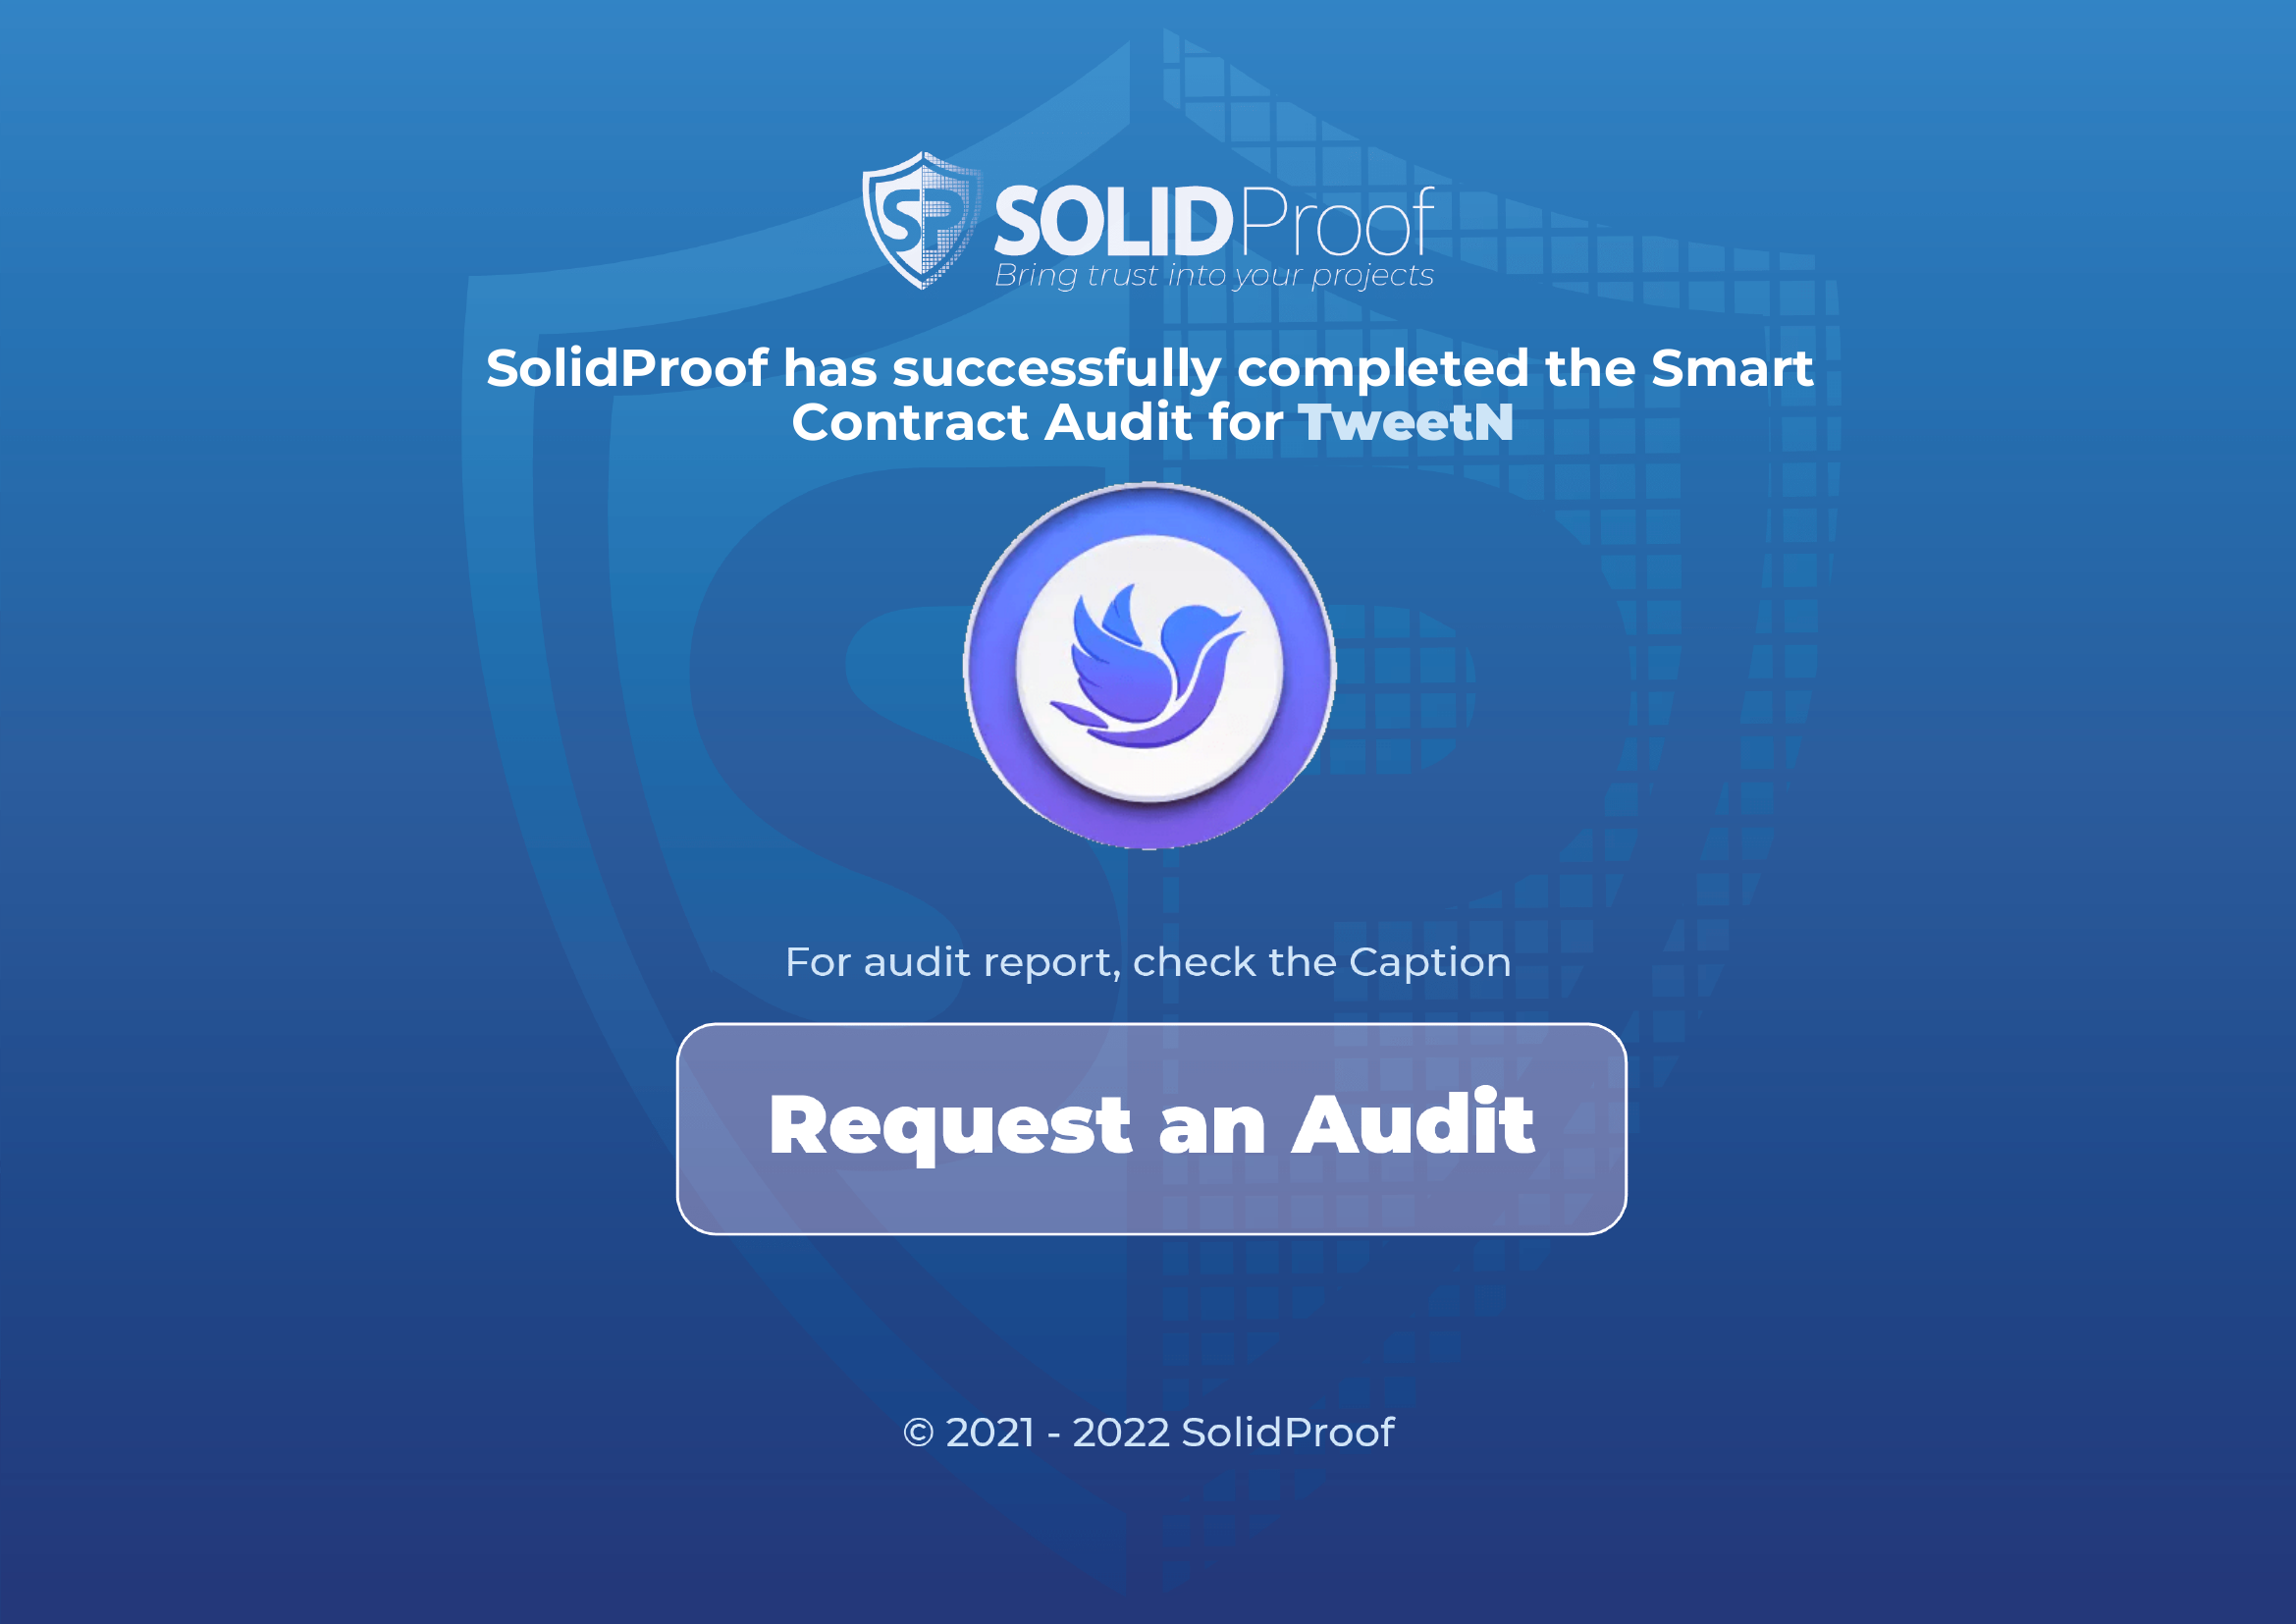 SP SOLIDProof
Bring trust into your projects
SolidProof has successfully completed the Smart
Contract Audit for TweetN
For audit report, check the Caption
Request an Audit
© 2021 - 2022 SolidProof